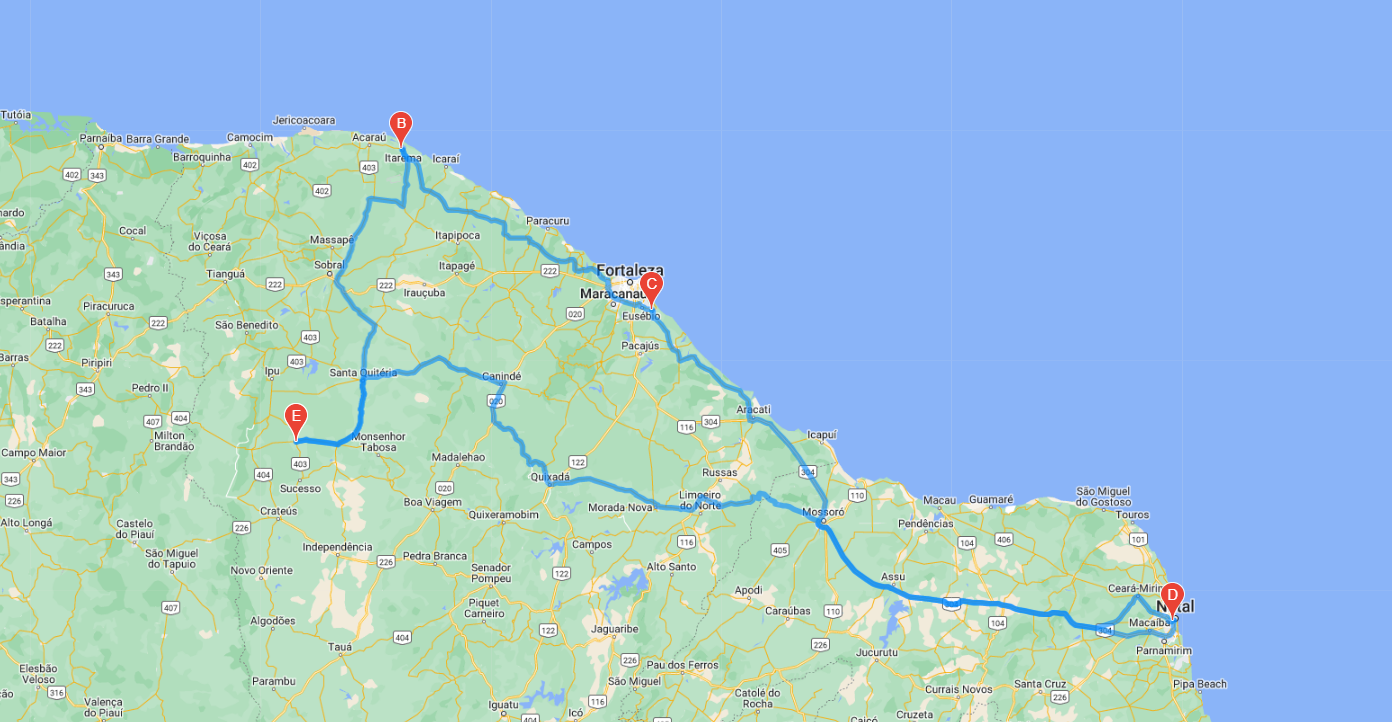 Tutóia
Parnaíba
Barra Grande
Camocim
Jericoacoara
Acaraú
B
Itarema
Icaraí
Barroquinha
402
403
402
343
402
nardo
Cocal
Viçosa
do Ceará
Massapê
Itapipoca
Paracuru
ândia
343
Tianguá
222
Sobral
222
Itapagé
222
Fortaleza
C
Maracanaú
Irauçuba
020
Eusébio
sperantina
Piracuruca
Batalha
222
São Benedito
403
Pacajús
222
Barras
Piripiri
403
Ipu
Santa Quitéria
Canindé
343
Pedro II
020
Aracati
E
407
404
Milton
Brandão
116
304
Icapuí
Monsenhor
Tabosa
Campo Maior
403
Madalehao
122
304
343
404
Sucesso
Quixadá
Russas
226
020
Limoeiro
do Norte
110
Macau
Guamaré
São Miguel
do Gostoso
Alto Longá
Crateús
Boa Viagem
Morada Nova
Mossoró
Touros
Castelo
do Piauí
226
Quixeramobim
Pendências
Independência
Campos
116
405
104
406
101
São Miguel
do Tapuio
226
Pedra Branca
Novo Oriente
Senador
Pompeu
122
Alto Santo
Assu
Ceará-Mirim
D
Natal
407
Apodi
304
Piquet
Carneiro
Caraúbas
110
104
304
Macaíba
Algodões
404
122
Jaguaribe
226
Parnamirim
Tauá
226
Jucurutu
Elesbão
Veloso
Pau dos Ferros
316
Parambu
São Miguel
Currais Novos
Santa Cruz
226
Pipa Beach
Valença
do Piauí
Iguatu
116
Catolé do
Rocha
404
Icó
Caicó
226
Cruzeta